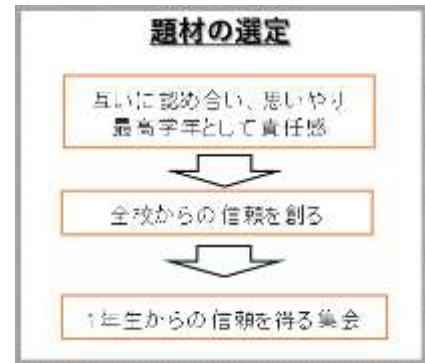 題材の選定
互いに認め合い、思いやり
最高学年として責任感
全校からの信頼を創る
1年生からの信頼を得る集会